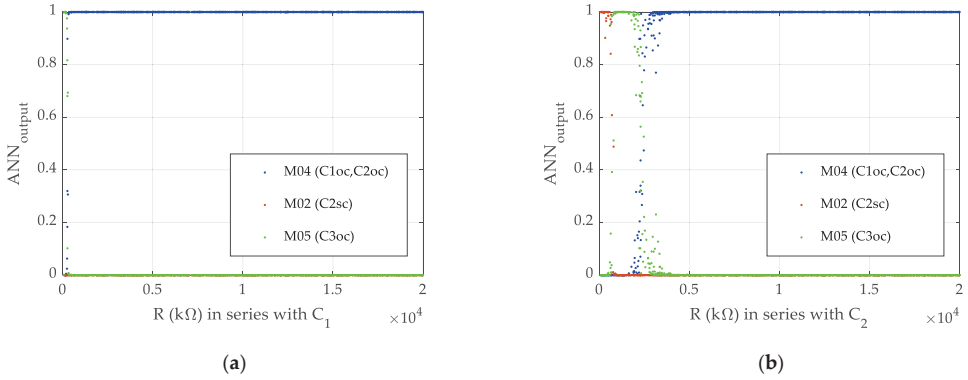 1
0.8
0.6
0.4
0.2
0
ANN_output
M04 (C1oc,C2oc)
M02 (C2sc)
M05 (C3oc)
0 0.5 1 1.5 2
R (kΩ) in series with C_1
×10^4
(a)
1
0.8
0.6
0.4
0.2
0
ANN_output
M04 (C1oc,C2oc)
M02 (C2sc)
M05 (C3oc)
0 0.5 1 1.5 2
R (kΩ) in series with C_2
×10^4
(b)